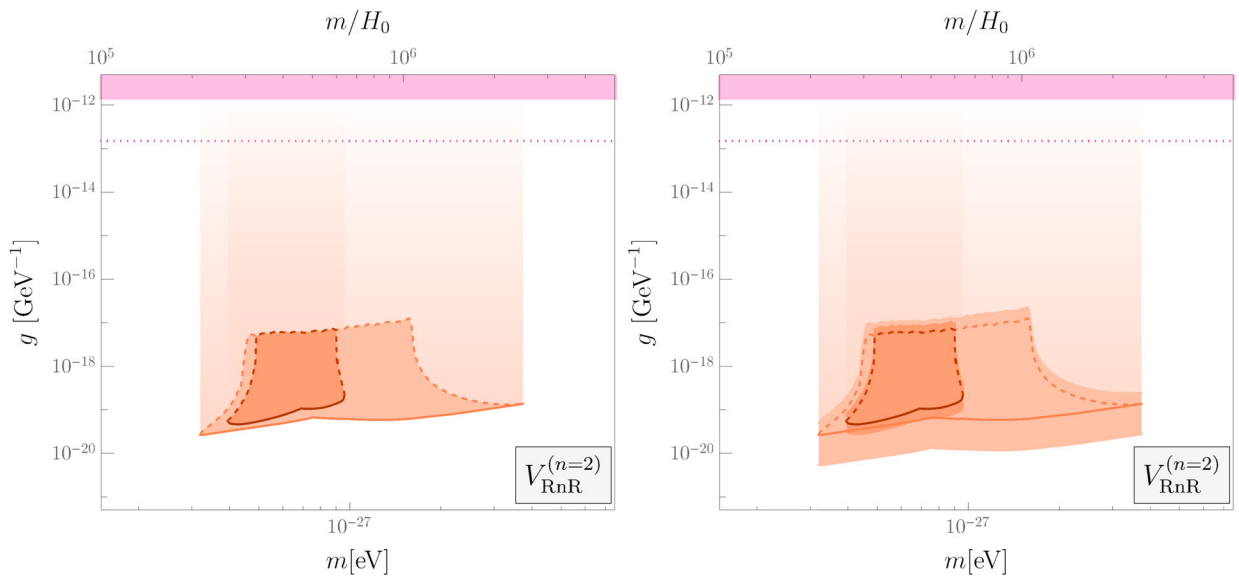 m/H₀
10⁵ 10⁶
10⁻¹²
10⁻¹⁴
10⁻¹⁶
10⁻¹⁸
10⁻²⁰
g [GeV⁻¹]
V_RnR^(n=2)
10⁻²⁷
m[eV]
m/H₀
10⁵ 10⁶
10⁻¹²
10⁻¹⁴
10⁻¹⁶
10⁻¹⁸
10⁻²⁰
g [GeV⁻¹]
V_RnR^(n=2)
10⁻²⁷
m[eV]